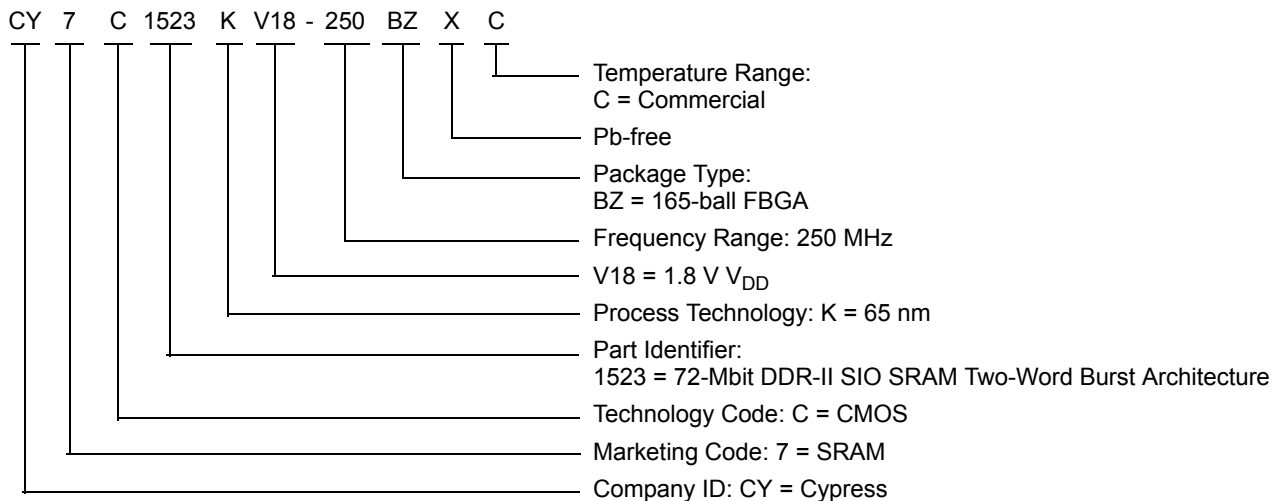 CY 7 C 1523 K V18 - 250 BZ X C
Temperature Range:
C = Commercial
Pb-free
Package Type:
BZ = 165-ball FBGA
Frequency Range: 250 MHz
V18 = 1.8 V VDD
Process Technology: K = 65 nm
Part Identifier:
1523 = 72-Mbit DDR-II SIO SRAM Two-Word Burst Architecture
Technology Code: C = CMOS
Marketing Code: 7 = SRAM
Company ID: CY = Cypress